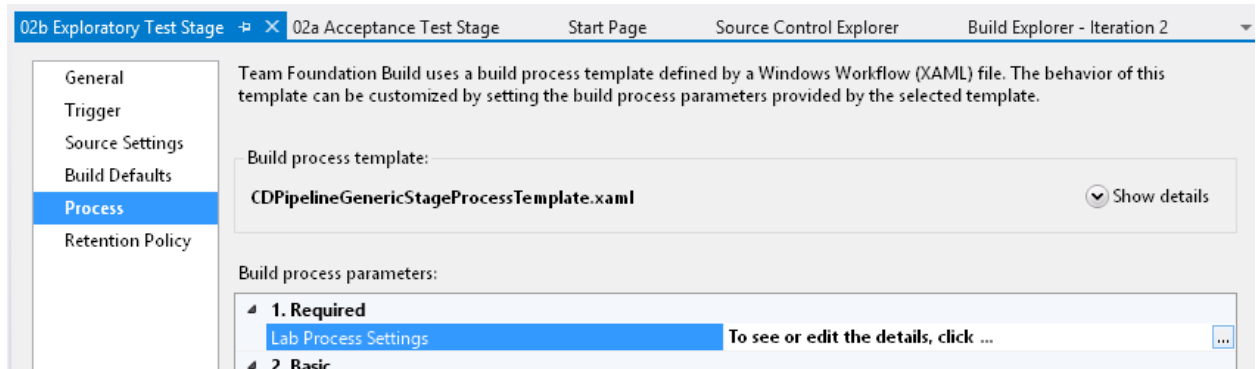 02b Exploratory Test Stage 02a Acceptance Test Stage Start Page Source Control Explorer Build Explorer - Iteration 2
General
Trigger
Source Settings
Build Defaults
Process
Retention Policy
Team Foundation Build uses a build process template defined by a Windows Workflow (XAML) file. The behavior of this
template can be customized by setting the build process parameters provided by the selected template.
Build process template:
CDPipelineGenericStageProcessTemplate.xaml Show details
Build process parameters:
1. Required
Lab Process Settings To see or edit the details, click ... ...
2. Basic